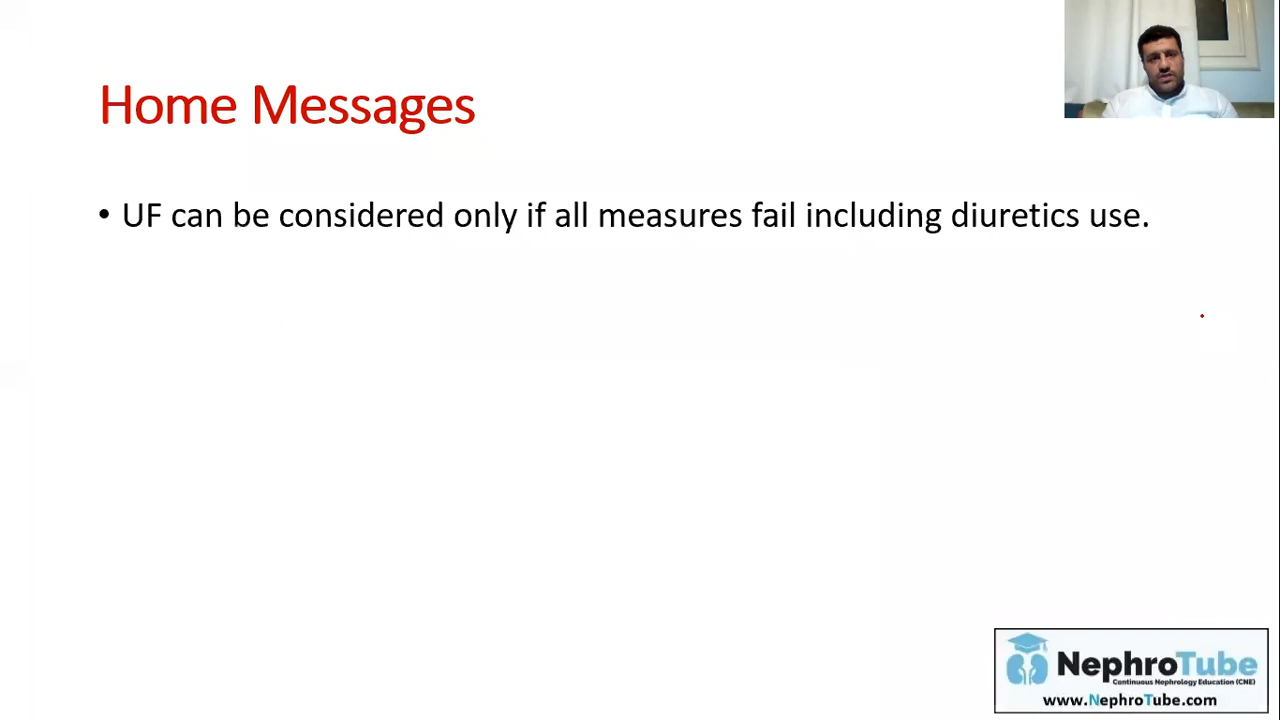 Home Messages
• UF can be considered only if all measures fail including diuretics use.
NephroTube
Continuous Nephrology Education (CNE)
www.NephroTube.com